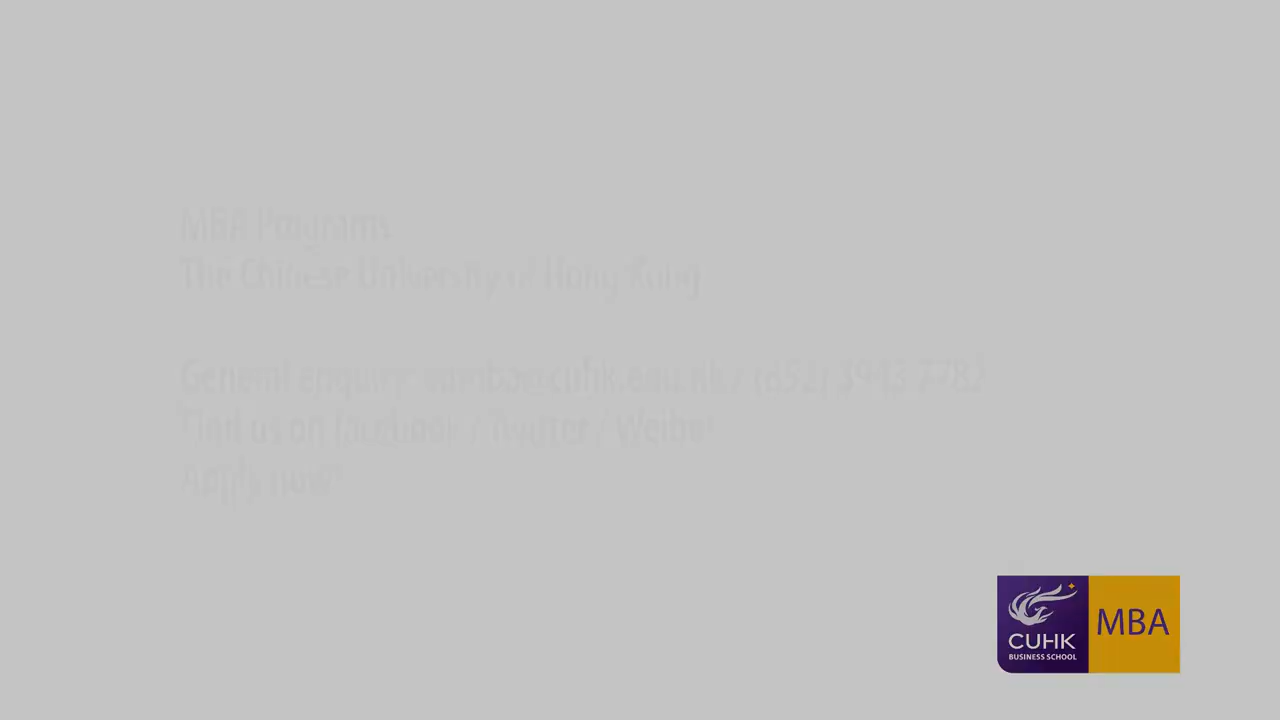 MBA Programs
The Chinese University of Hong Kong
General enquiry: cumba@cuhk.edu.hk / (852) 3943 7782
Find us on facebook / Twitter / Weibo!
Apply now!
CUHK
BUSINESS SCHOOL
MBA